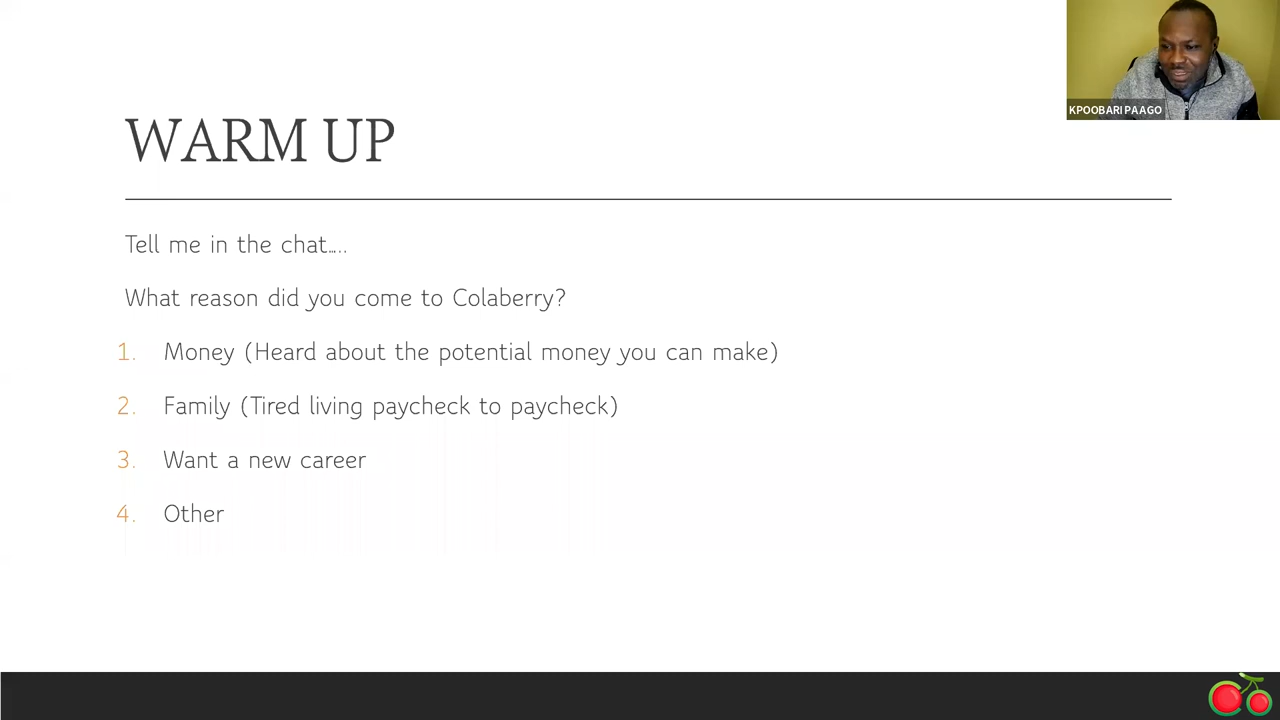 KPOOBARI PAAGO
WARM UP
Tell me in the chat.....
What reason did you come to Colaberry?
1. Money (Heard about the potential money you can make)
2. Family (Tired living paycheck to paycheck)
3. Want a new career
4. Other